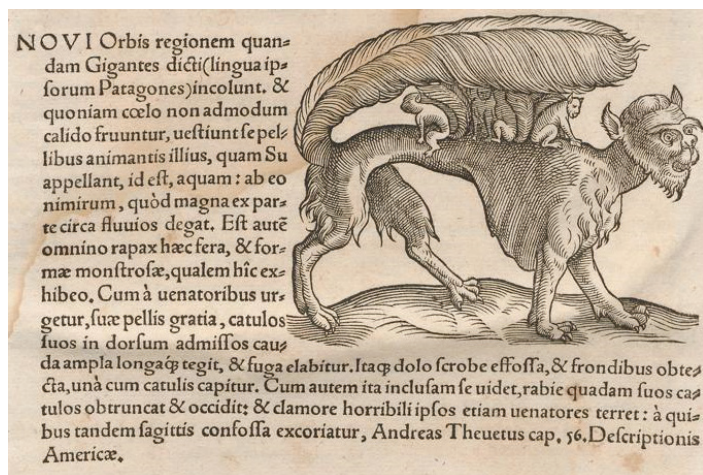 NOVI Orbis regionem quan⸗
dam Gigantes dicti(lingua ip⸗
ſorum Patagones)incolunt. &
quoniam cœlo non admodum
calido fruuntur, ueſtiunt ſe pel⸗
libus animantis illius, quam Su
appellant, id eſt, aquam: ab eo
nimirum, quòd magna ex par⸗
te circa fluuios degat. Eſt autē
omnino rapax hæc fera, & for⸗
mæ monſtroſæ, qualem hîc ex⸗
hibeo. Cum à uenatoribus ur⸗
getur, ſuæ pellis gratia, catulos
ſuos in dorſum admiſſos cau⸗
da ampla longaq́; tegit, & fuga elabitur. Itaq; dolo ſcrobe effoſſa, & frondibus obte⸗
cta, unà cum catulis capitur. Cum autem ita incluſam ſe uidet, rabie quadam ſuos ca⸗
tulos obtruncat & occidit: & clamore horribili ipſos etiam uenatores terret: à qui⸗
bus tandem ſagittis confoſſa excoriatur, Andreas Theuetus cap. 56. Deſcriptionis
Americæ.